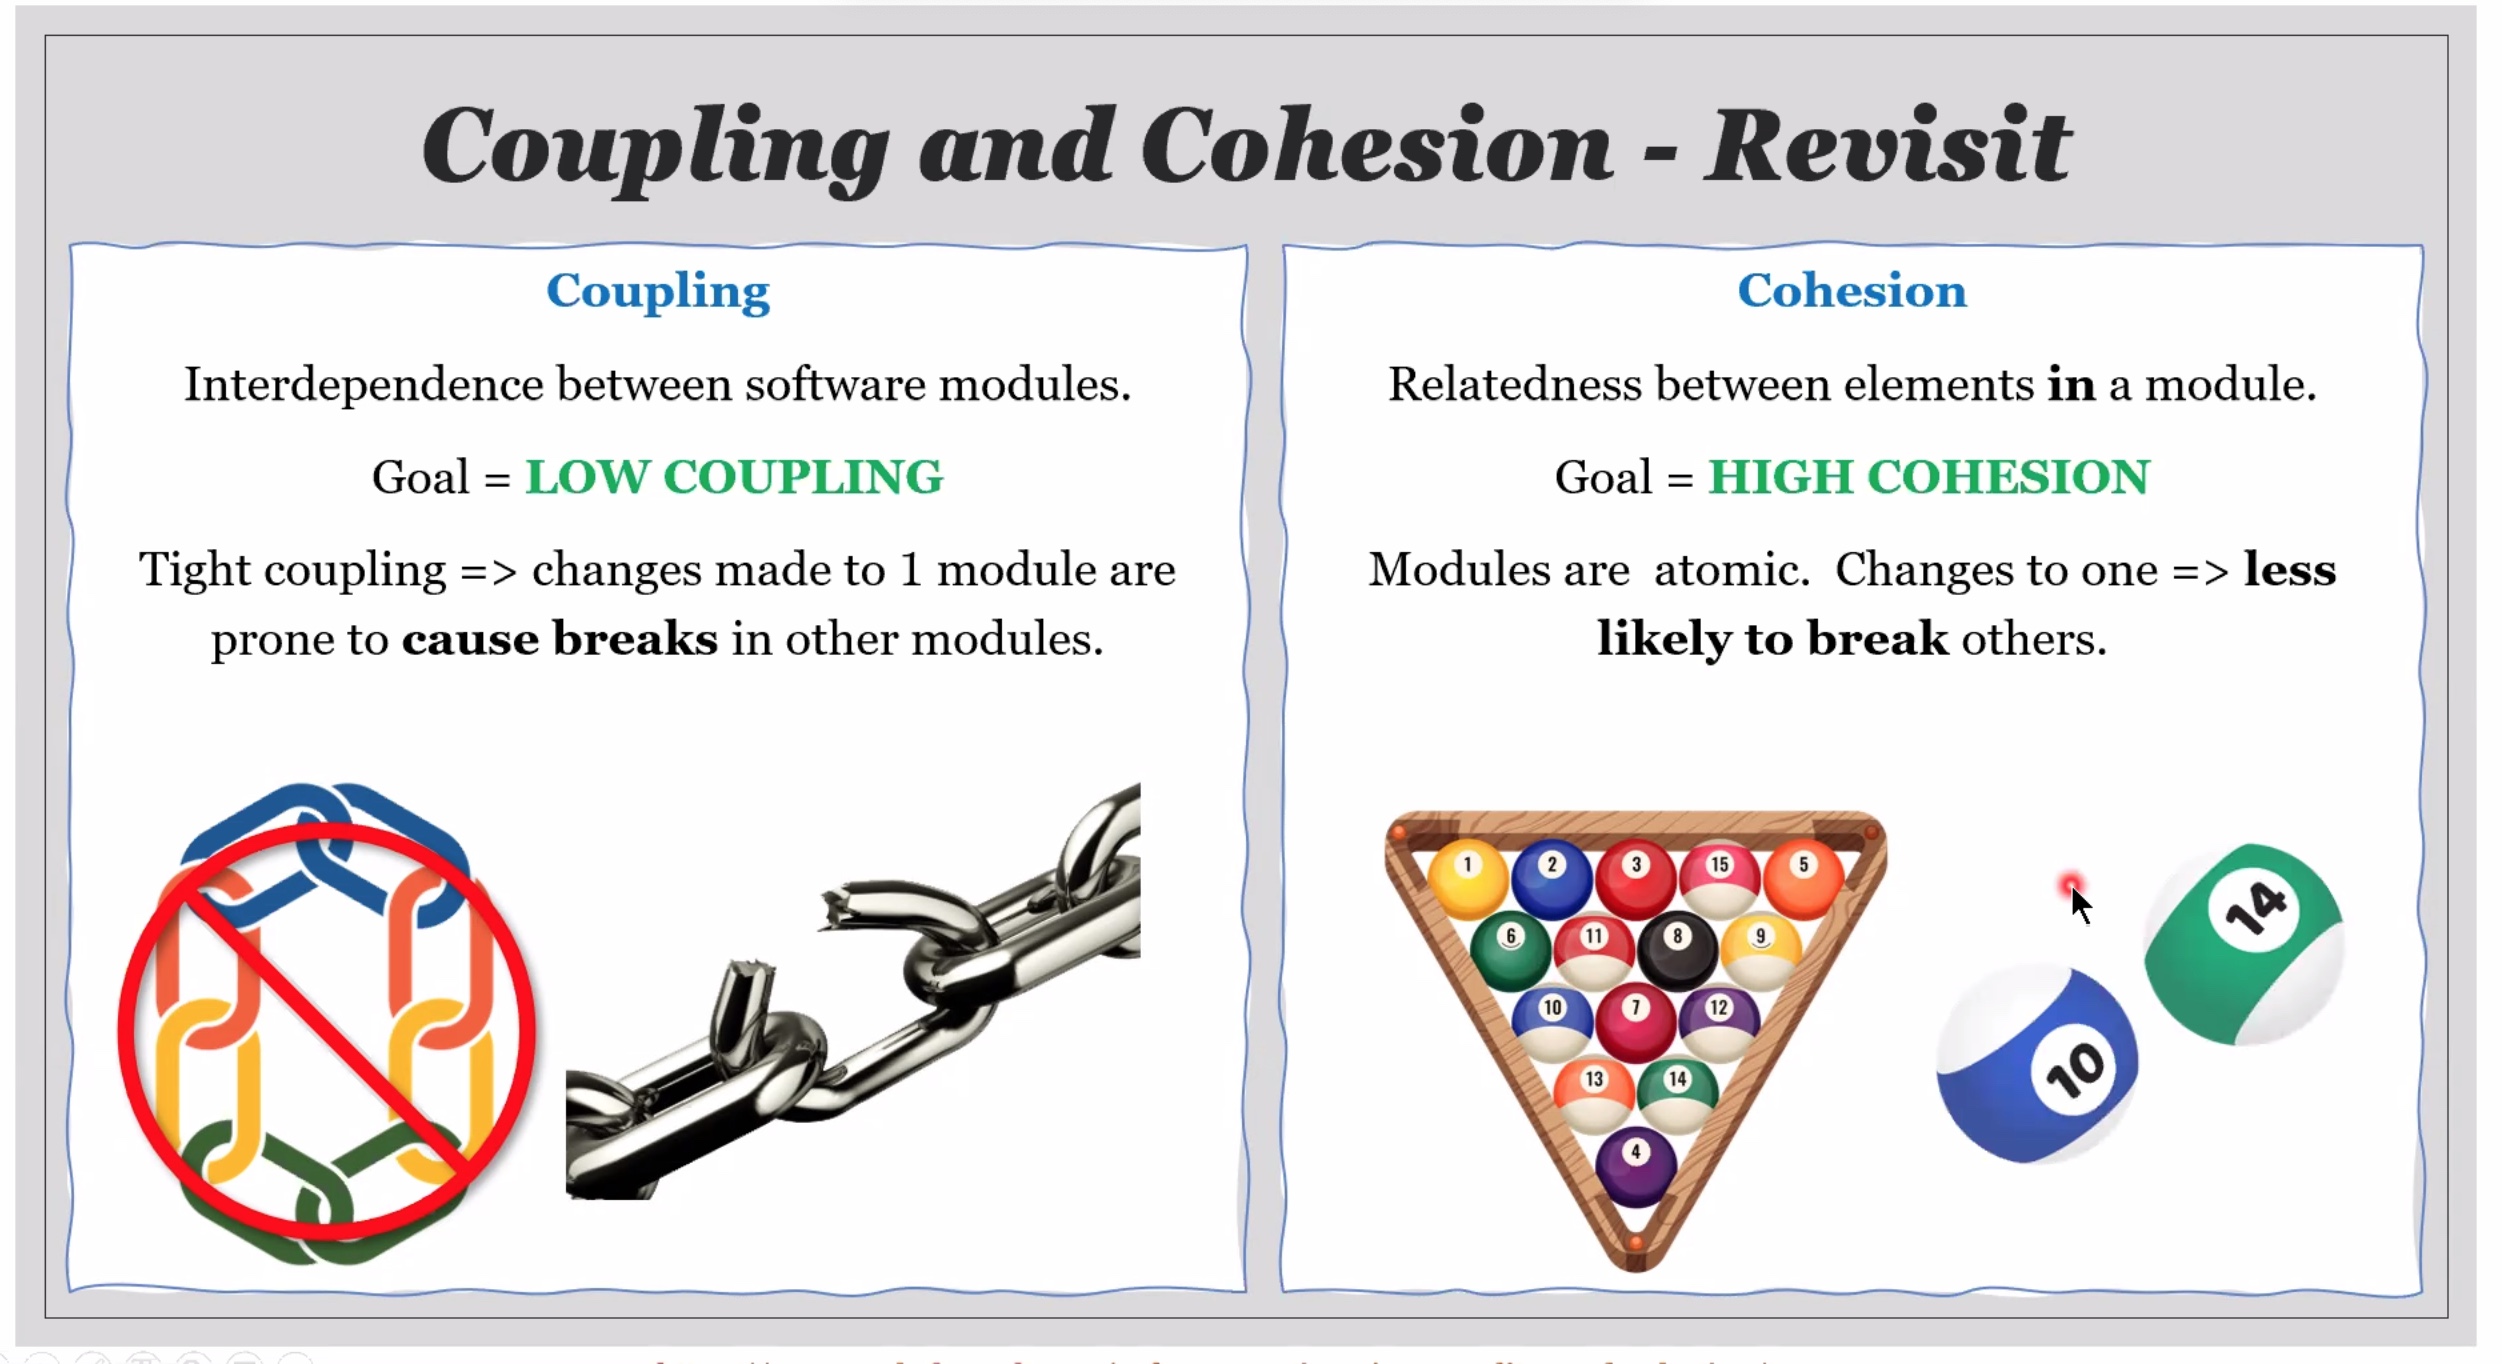 Coupling and Cohesion - Revisit
Coupling
Interdependence between software modules.
Goal = LOW COUPLING
Tight coupling => changes made to 1 module are
prone to cause breaks in other modules.
Cohesion
Relatedness between elements in a module.
Goal = HIGH COHESION
Modules are  atomic.  Changes to one => less
likely to break others.
1 2 3 15 5
6 11 8 9
10 7 12
13 14
4
14
10